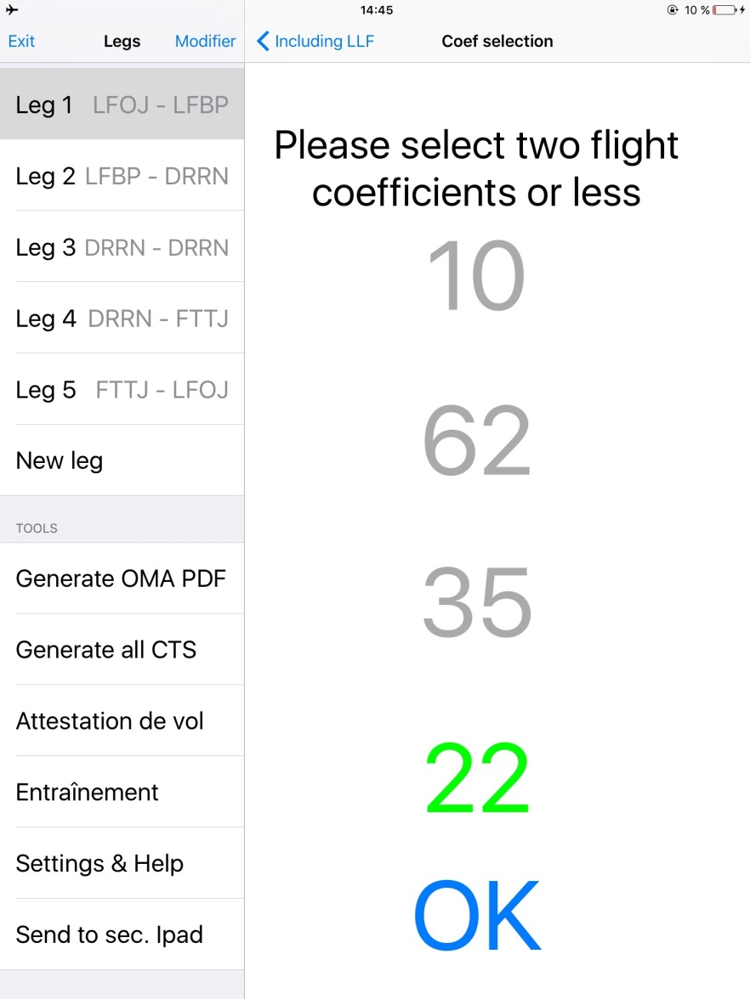 14:45
10 %
Exit
Legs
Modifier
Including LLF
Coef selection
Leg 1 LFOJ - LFBP
Leg 2 LFBP - DRRN
Leg 3 DRRN - DRRN
Leg 4 DRRN - FTTJ
Leg 5 FTTJ - LFOJ
New leg
TOOLS
Generate OMA PDF
Generate all CTS
Attestation de vol
Entraînement
Settings & Help
Send to sec. Ipad
Please select two flight
coefficients or less
10
62
35
22
OK